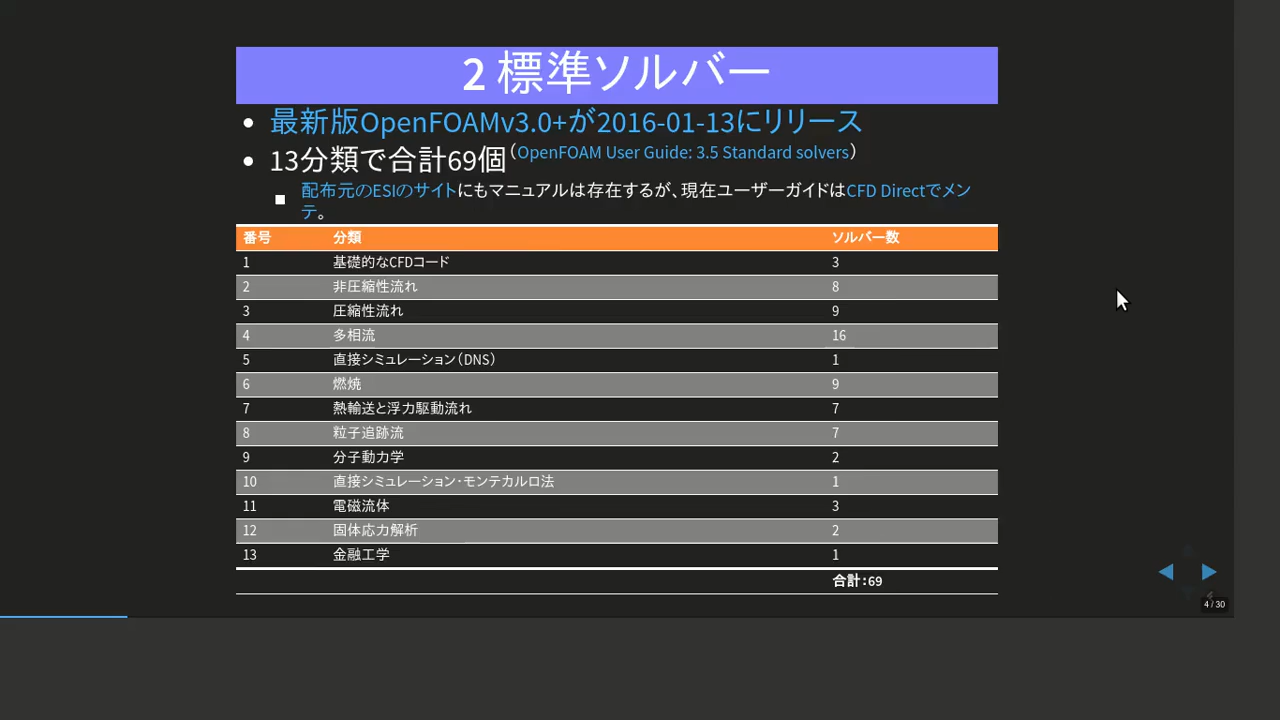 2 標準ソルバー
最新版OpenFOAMv3.0+が2016-01-13にリリース
13分類で合計69個(OpenFOAM User Guide: 3.5 Standard solvers)
配布元のESIのサイトにもマニュアルは存在するが、現在ユーザーガイドはCFD Directでメン
テ。
番号 分類 ソルバー数
1 基礎的なCFDコード 3
2 非圧縮性流れ 8
3 圧縮性流れ 9
4 多相流 16
5 直接シミュレーション(DNS) 1
6 燃焼 9
7 熱輸送と浮力駆動流れ 7
8 粒子追跡流 7
9 分子動力学 2
10 直接シミュレーション・モンテカルロ法 1
11 電磁流体 3
12 固体応力解析 2
13 金融工学 1
合計:69
4 / 30